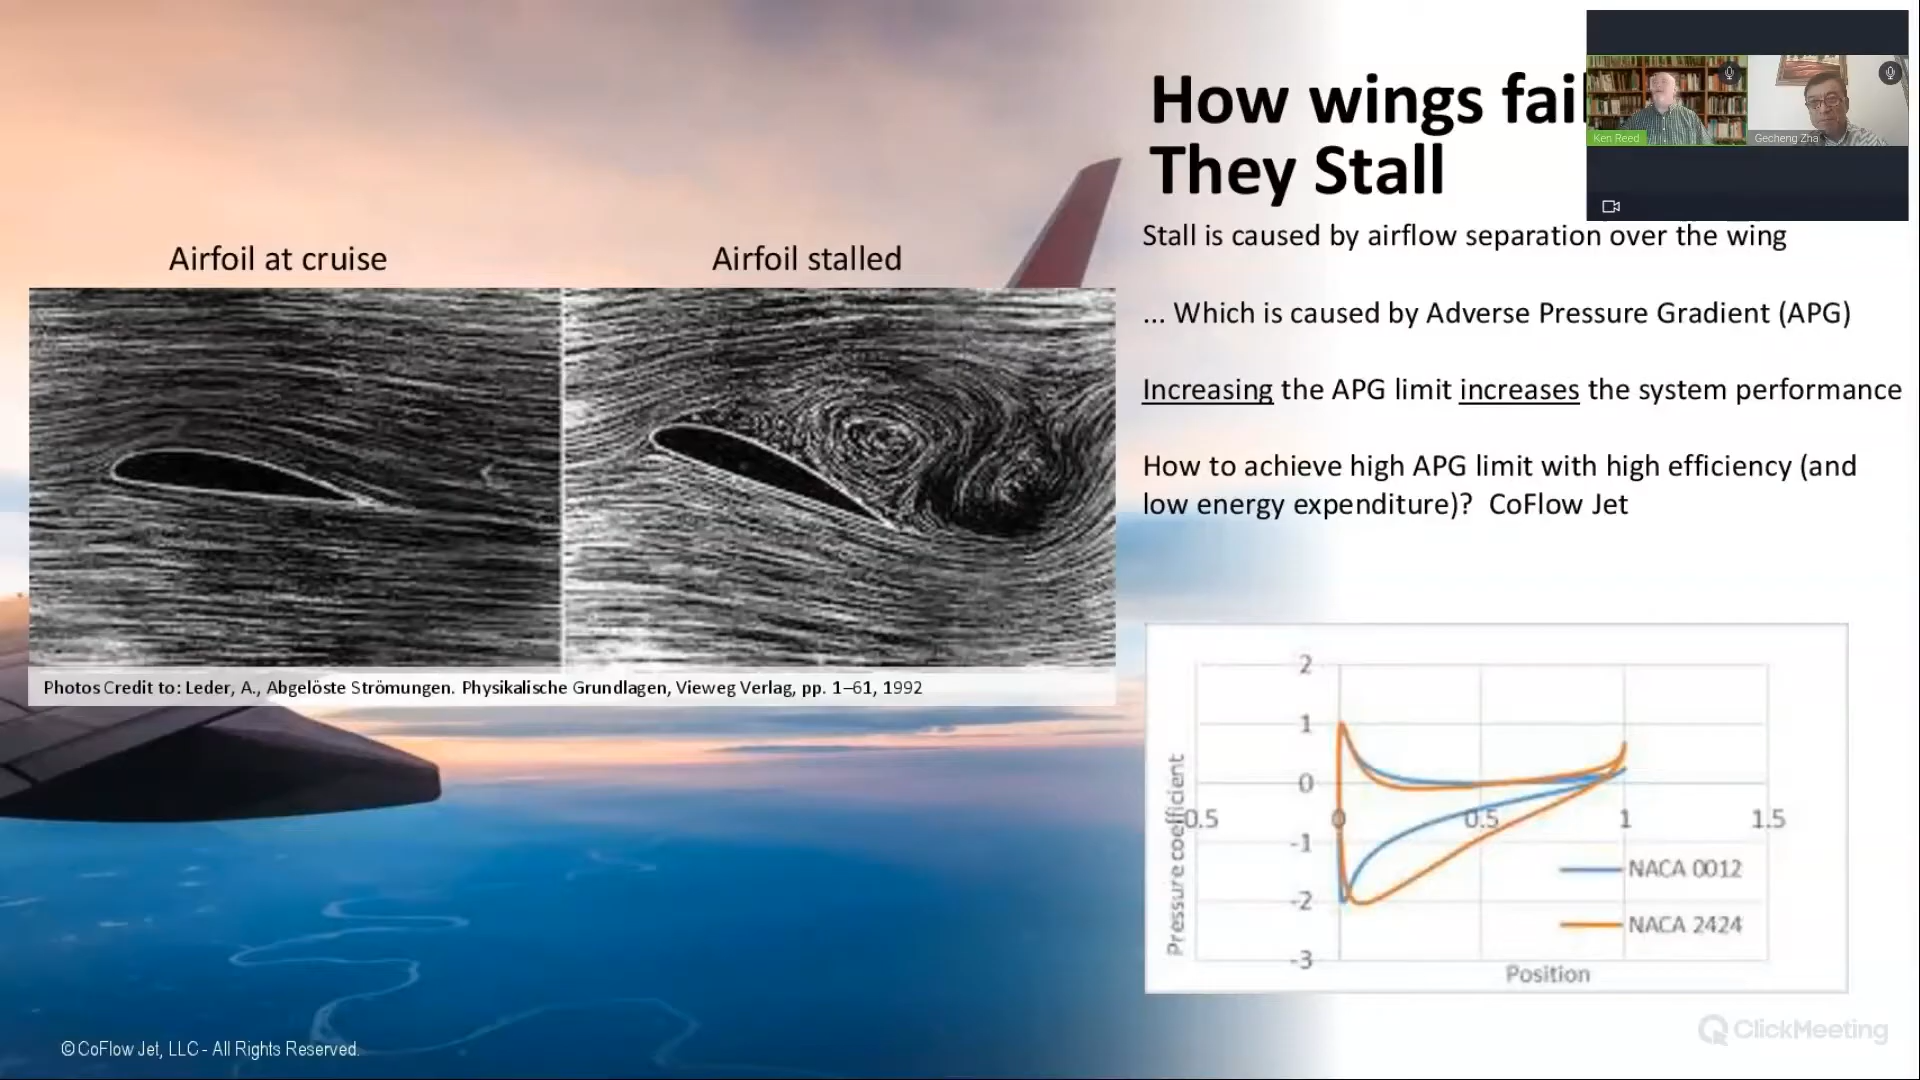 How wings fai
They Stall
Ken Reed
Gecheng Zha
Stall is caused by airflow separation over the wing
... Which is caused by Adverse Pressure Gradient (APG)
Increasing the APG limit increases the system performance
How to achieve high APG limit with high efficiency (and
low energy expenditure)? CoFlow Jet
Airfoil at cruise
Airfoil stalled
Photos Credit to: Leder, A., Abgelöste Strömungen. Physikalische Grundlagen, Vieweg Verlag, pp. 1–61, 1992
2
1
0
0.5 0 0.5 1 1.5
-1
-2
-3
Pressure coefficient
Position
NACA 0012
NACA 2424
© CoFlow Jet, LLC - All Rights Reserved.
ClickMeeting